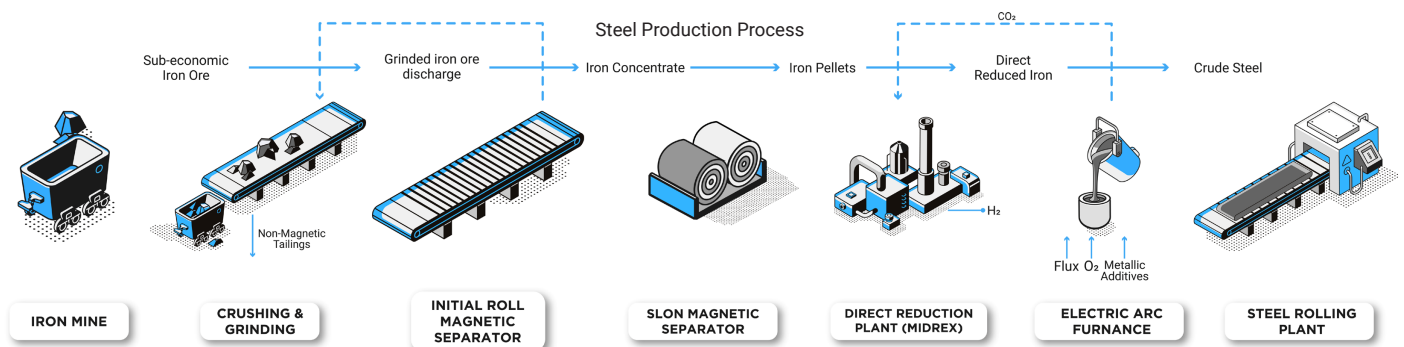 CO₂
Steel Production Process
Sub-economic
Iron Ore
Grinded iron ore
discharge
Iron Concentrate
Iron Pellets
Direct
Reduced Iron
Crude Steel
Non-Magnetic
Tailings
H₂
Flux
O₂
Metallic
Additives
IRON MINE
CRUSHING &
GRINDING
INITIAL ROLL
MAGNETIC
SEPARATOR
SLON MAGNETIC
SEPARATOR
DIRECT REDUCTION
PLANT (MIDREX)
ELECTRIC ARC
FURNANCE
STEEL ROLLING
PLANT